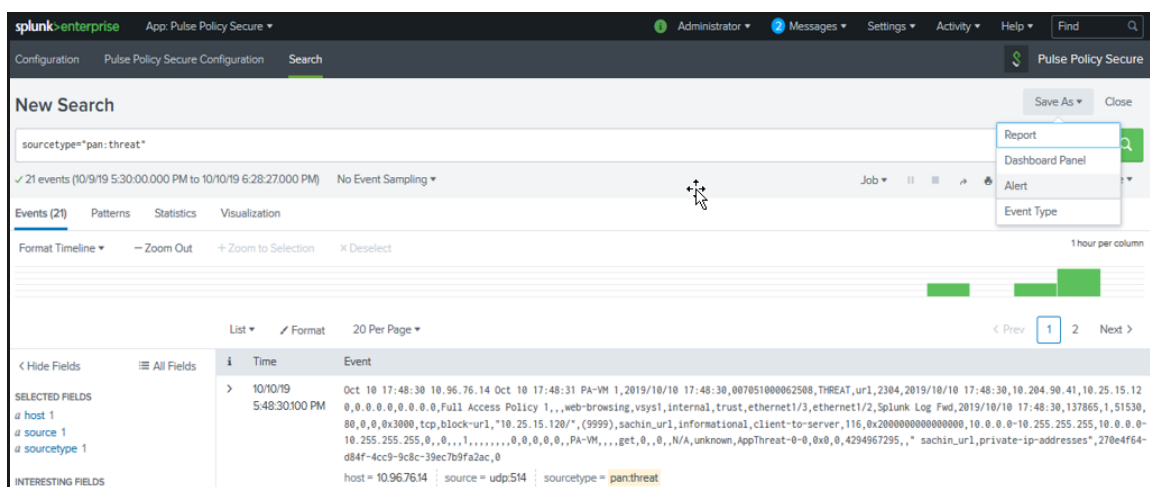 splunk>enterprise App: Pulse Policy Secure Administrator 2 Messages Settings Activity Help Find
Configuration Pulse Policy Secure Configuration Search Pulse Policy Secure
New Search Save As Close
sourcetype="pan:threat"
Report
Dashboard Panel
Alert
Event Type
✓ 21 events (10/9/19 5:30:00.000 PM to 10/10/19 6:28:27.000 PM) No Event Sampling Job
Events (21) Patterns Statistics Visualization
Format Timeline — Zoom Out + Zoom to Selection × Deselect 1 hour per column
List Format 20 Per Page < Prev 1 2 Next >
< Hide Fields All Fields i Time Event
SELECTED FIELDS
a host 1
a source 1
a sourcetype 1
INTERESTING FIELDS
> 10/10/19
5:48:30.100 PM
Oct 10 17:48:30 10.96.76.14 Oct 10 17:48:31 PA-VM 1,2019/10/10 17:48:30,007051000062508,THREAT,url,2304,2019/10/10 17:48:30,10.204.90.41,10.25.15.12
0,0.0.0.0,0.0.0.0,Full Access Policy 1,,,web-browsing,vsys1,internal,trust,ethernet1/3,ethernet1/2,Splunk Log Fwd,2019/10/10 17:48:30,137865,1,51530,
80,0,0,0x3000,tcp,block-url,"10.25.15.120/",(9999),sachin_url,informational,client-to-server,116,0x2000000000000000,10.0.0.0-10.255.255.255,10.0.0.0-
10.255.255.255,0,,0,,,1,,,,,,,,0,0,0,0,0,,PA-VM,,,,get,0,,0,,N/A,unknown,AppThreat-0-0,0x0,0,4294967295,," sachin_url,private-ip-addresses",270e4f64-
d84f-4cc9-9c8c-39ec7b9fa2ac,0
host = 10.96.76.14 source = udp:514 sourcetype = pan:threat